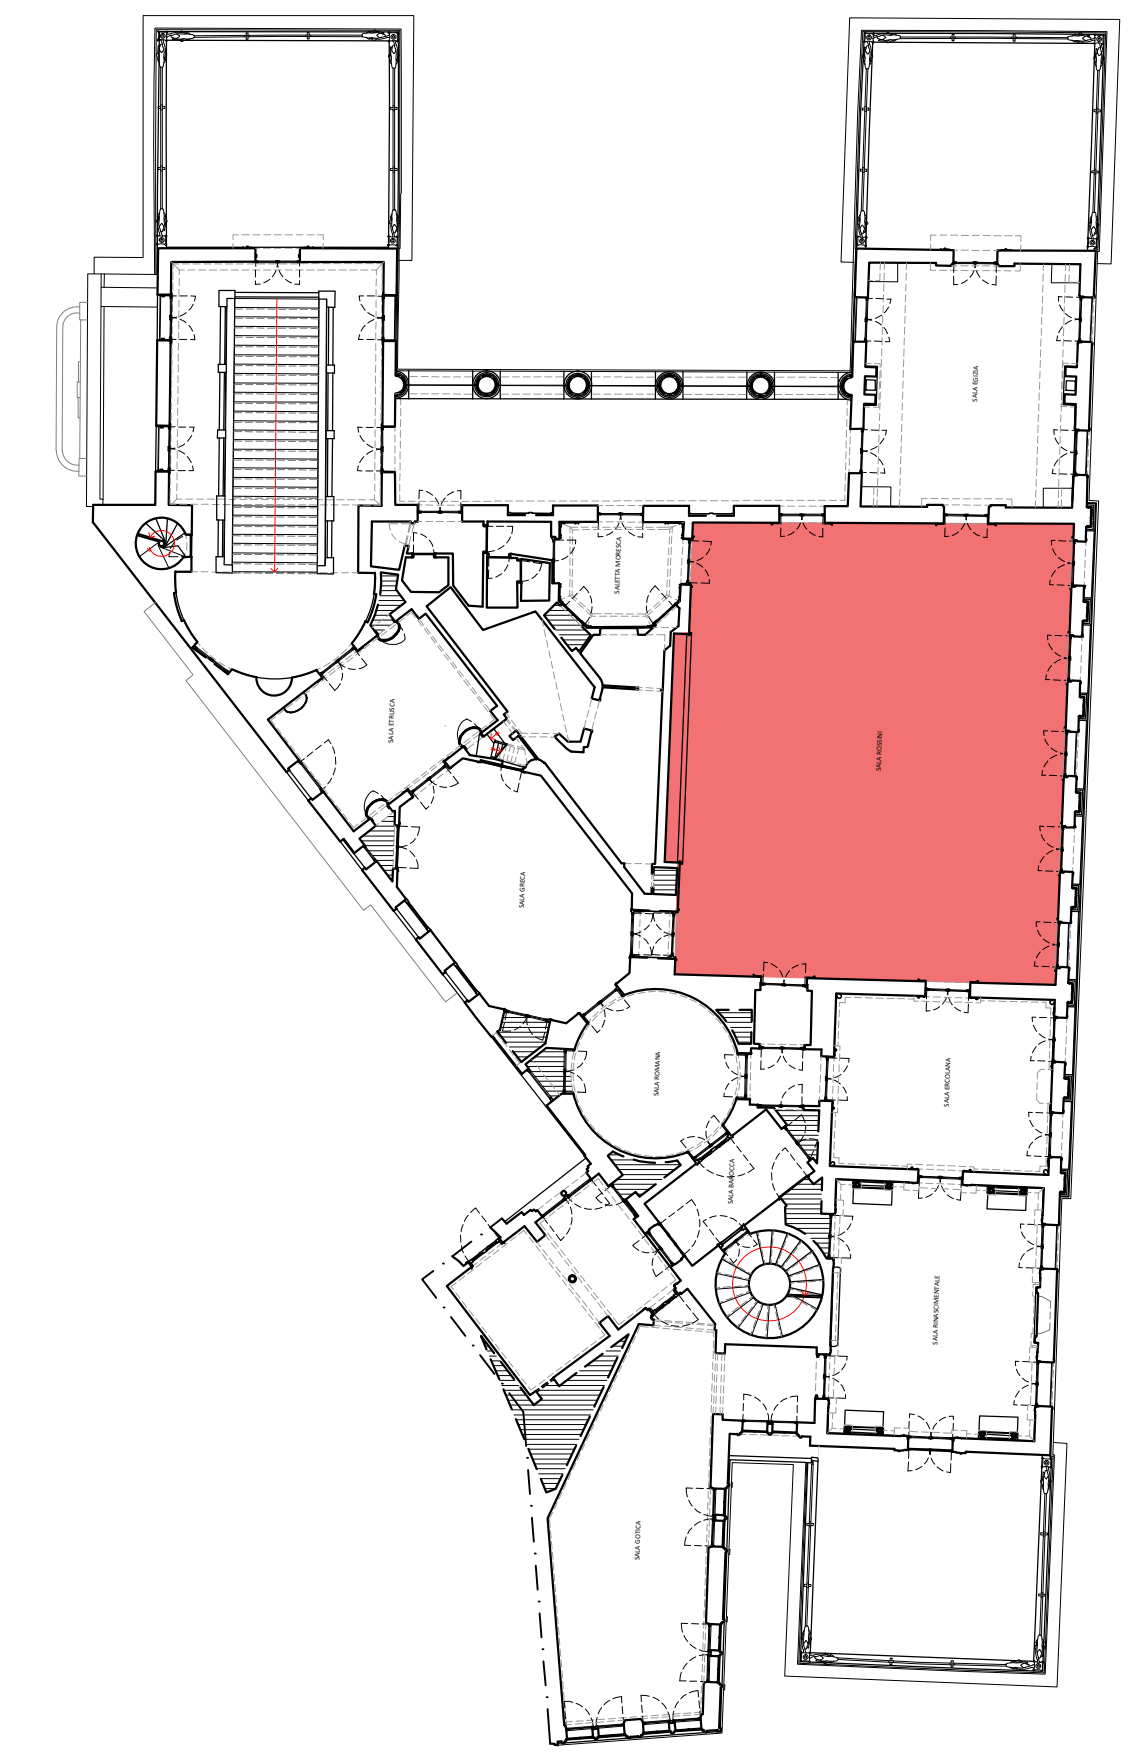 SALA EGIZIA
SALETTA MORESCA
SALA ETRUSCA
SALA ROSSINI
SALA GRECA
SALA ROMANA
SALA ERCOLANA
SALA BAROCCA
SALA RINASCIMENTALE
SALA GOTICA